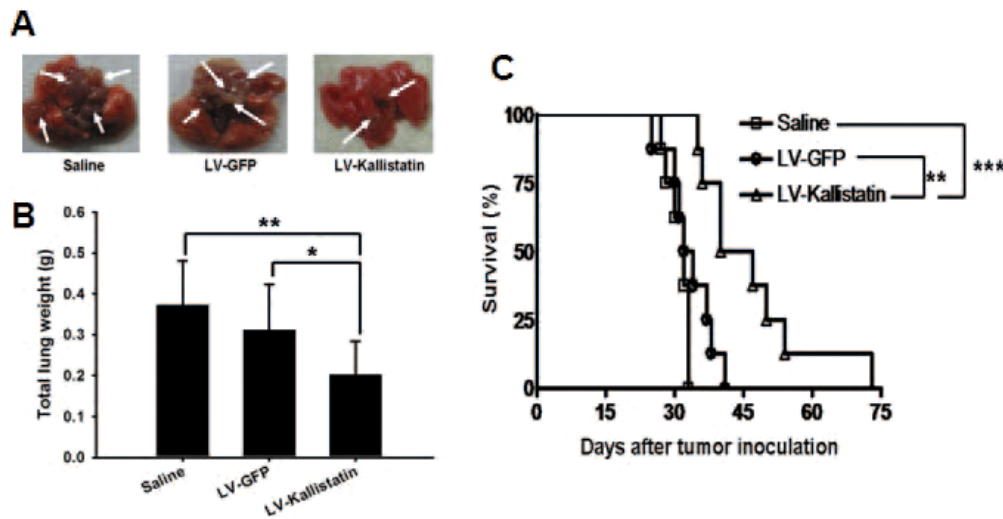 A
Saline
LV-GFP
LV-Kallistatin
B
Total lung weight (g)
0.6
0.5
0.4
0.3
0.2
0.1
0.0
**
*
Saline
LV-GFP
LV-Kallistatin
C
Survival (%)
100
75
50
25
0
Saline
LV-GFP
LV-Kallistatin
**
***
0 15 30 45 60 75
Days after tumor inoculation